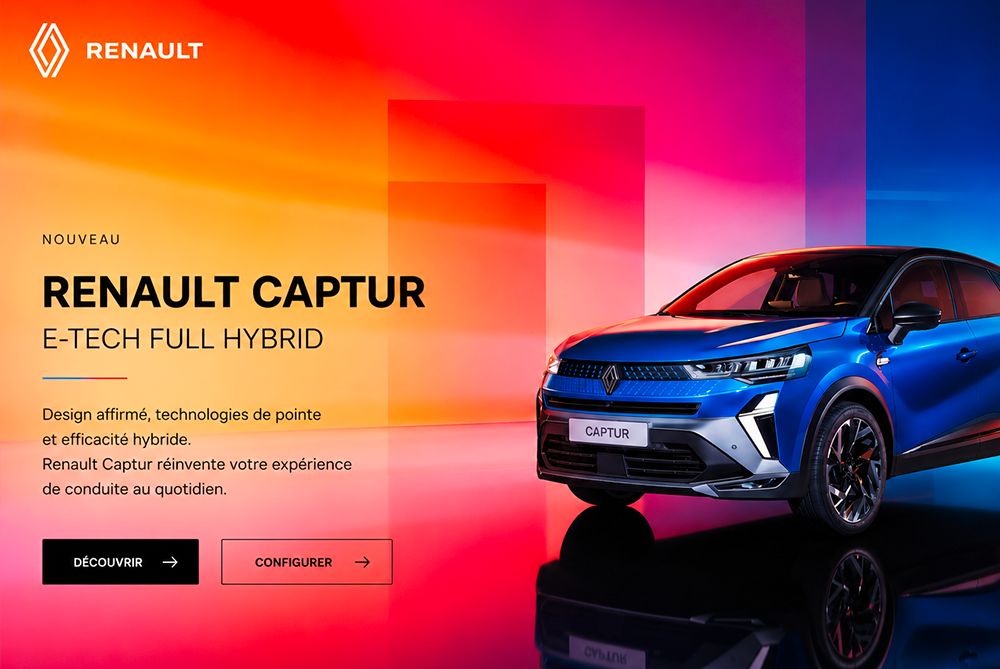 RENAULT
NOUVEAU
RENAULT CAPTUR
E-TECH FULL HYBRID
Design affirmé, technologies de pointe
et efficacité hybride.
Renault Captur réinvente votre expérience
de conduite au quotidien.
DÉCOUVRIR →
CONFIGURER →
CAPTUR